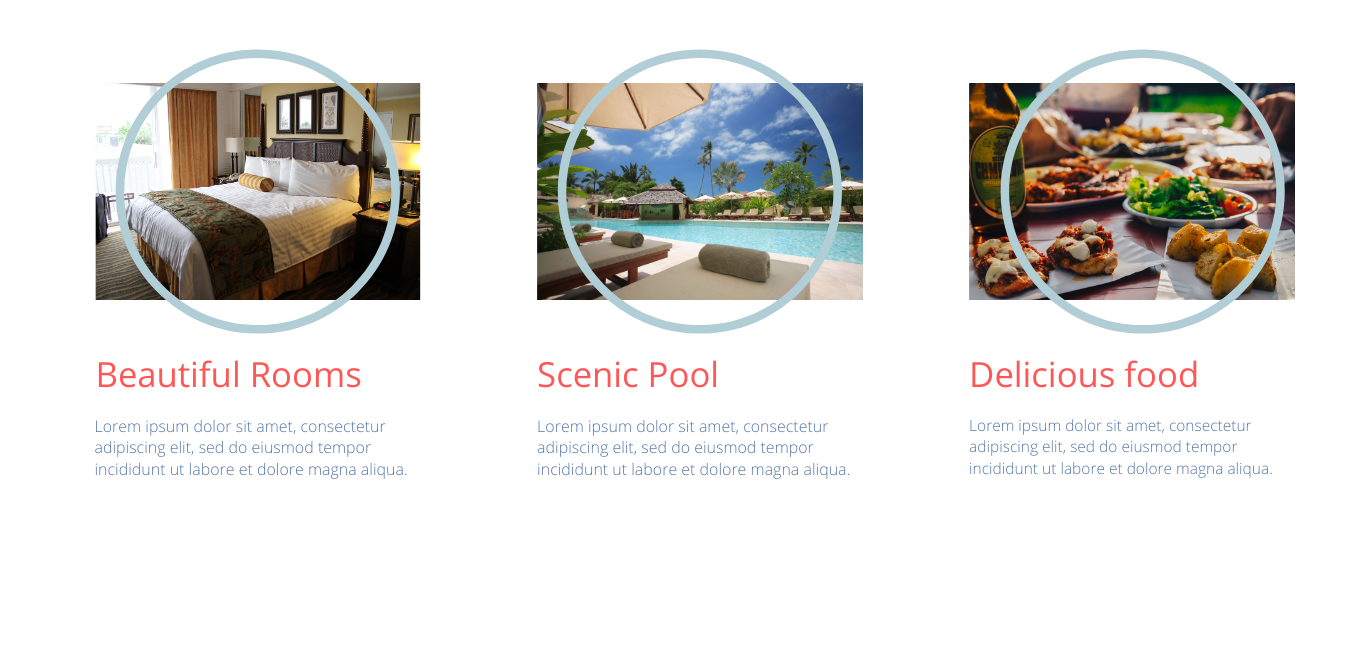 Beautiful Rooms
Lorem ipsum dolor sit amet, consectetur
adipiscing elit, sed do eiusmod tempor
incididunt ut labore et dolore magna aliqua.
Scenic Pool
Lorem ipsum dolor sit amet, consectetur
adipiscing elit, sed do eiusmod tempor
incididunt ut labore et dolore magna aliqua.
Delicious food
Lorem ipsum dolor sit amet, consectetur
adipiscing elit, sed do eiusmod tempor
incididunt ut labore et dolore magna aliqua.